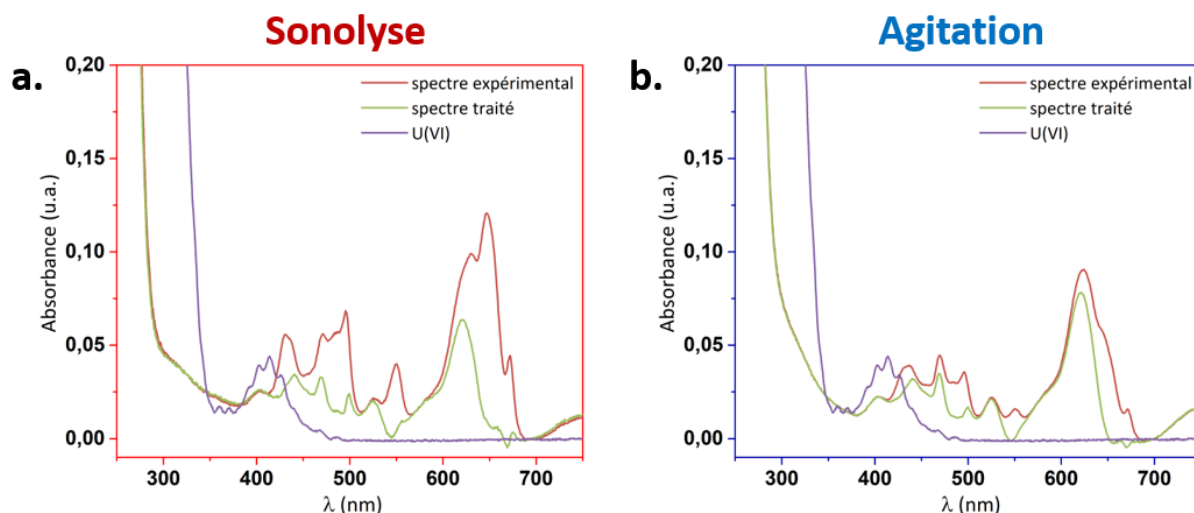 Sonolyse
a.
0,20
0,15
0,10
0,05
0,00
Absorbance (u.a.)
spectre expérimental
spectre traité
U(VI)
300 400 500 600 700
λ (nm)
Agitation
b.
0,20
0,15
0,10
0,05
0,00
Absorbance (u.a.)
spectre expérimental
spectre traité
U(VI)
300 400 500 600 700
λ (nm)